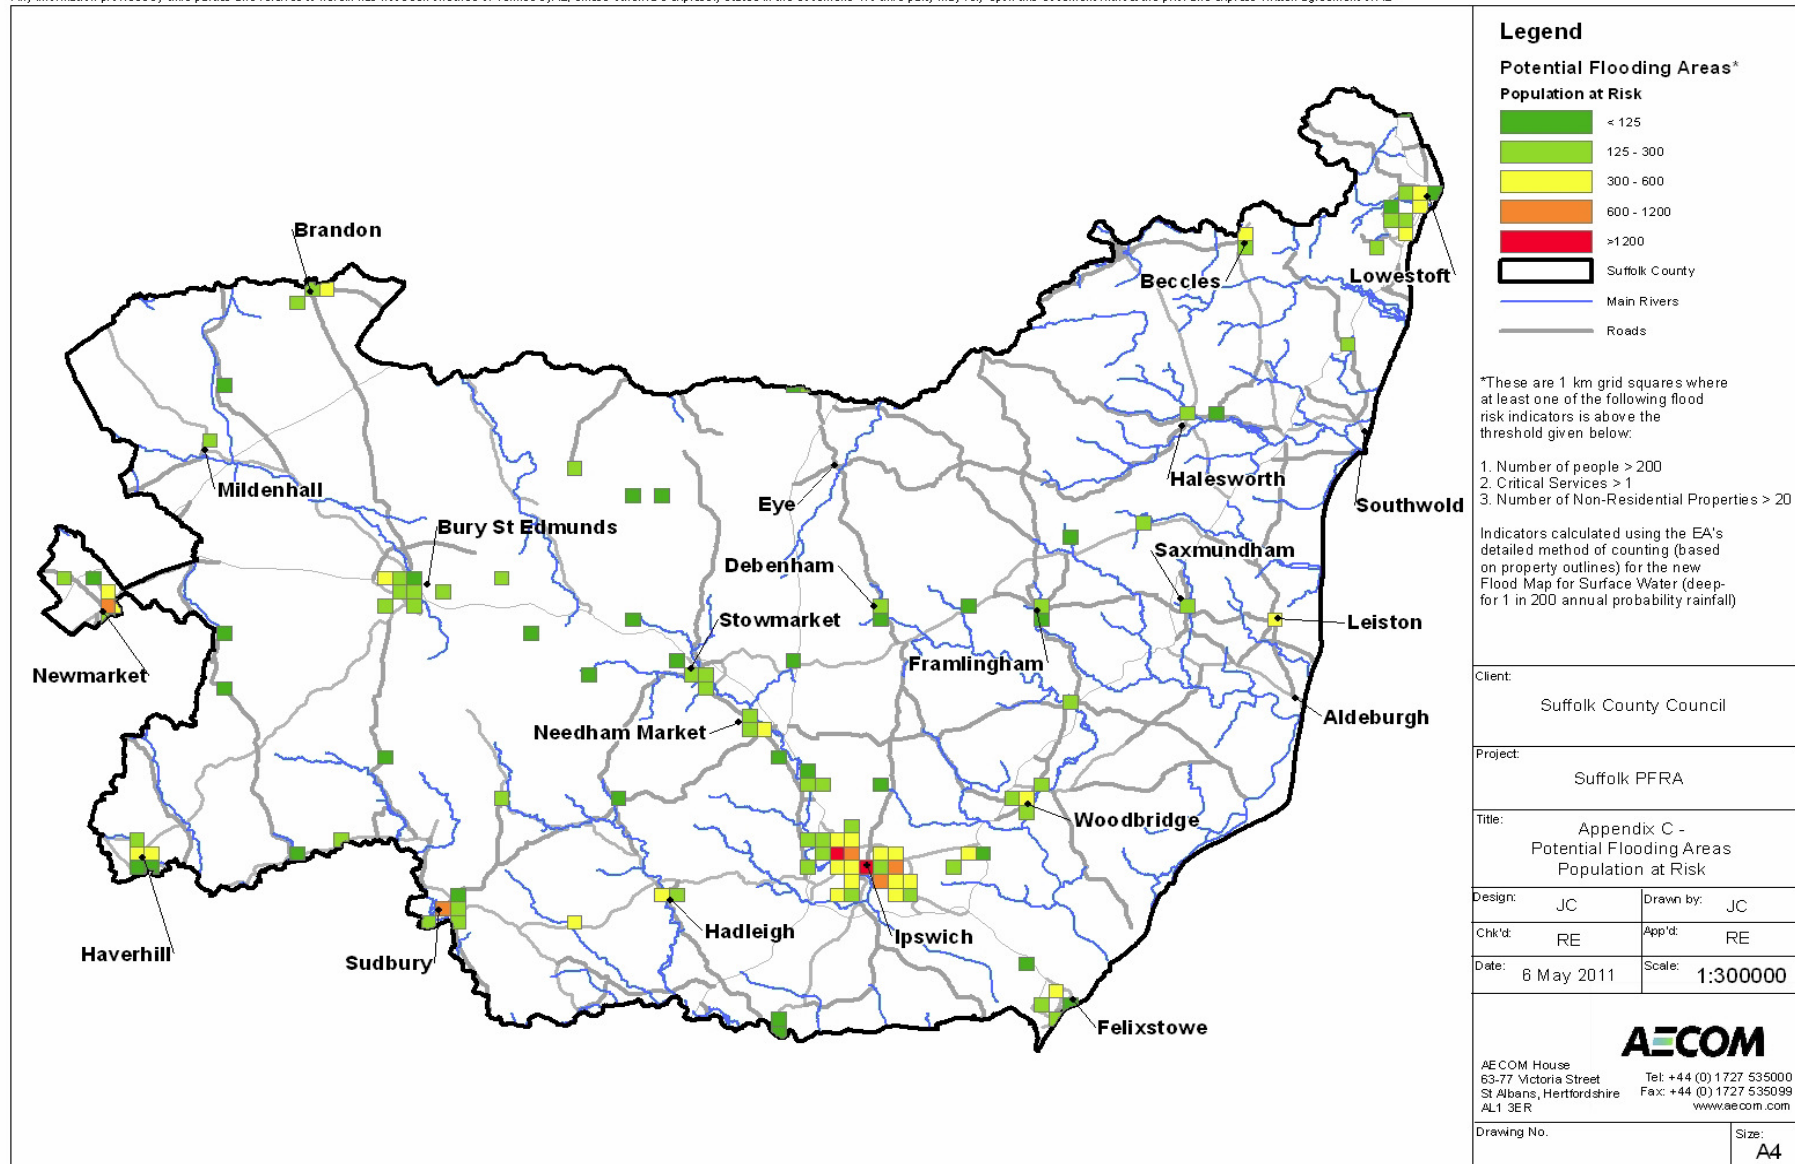 Brandon
Beccles
Lowestoft
Mildenhall
Bury St Edmunds
Eye
Halesworth
Southwold
Debenham
Saxmundham
Stowmarket
Leiston
Newmarket
Framlingham
Needham Market
Aldeburgh
Woodbridge
Haverhill
Sudbury
Hadleigh
Ipswich
Felixstowe
Legend
Potential Flooding Areas*
Population at Risk
< 125
125 - 300
300 - 600
600 - 1200
>1200
Suffolk County
Main Rivers
Roads
*These are 1 km grid squares where
at least one of the following flood
risk indicators is above the
threshold given below:
1. Number of people > 200
2. Critical Services > 1
3. Number of Non-Residential Properties > 20
Indicators calculated using the EA's
detailed method of counting (based
on property outlines) for the new
Flood Map for Surface Water (deep-
for 1 in 200 annual probability rainfall)
Client:
Suffolk County Council
Project:
Suffolk PFRA
Title:
Appendix C -
Potential Flooding Areas
Population at Risk
Design: JC Drawn by: JC
Chk'd: RE App'd: RE
Date: 6 May 2011 Scale: 1:300000
AECOM
AECOM House
63-77 Victoria Street
St Albans, Hertfordshire
AL1 3ER
Tel: +44 (0) 1727 535000
Fax: +44 (0) 1727 535099
www.aecom.com
Drawing No.
Size:
A4